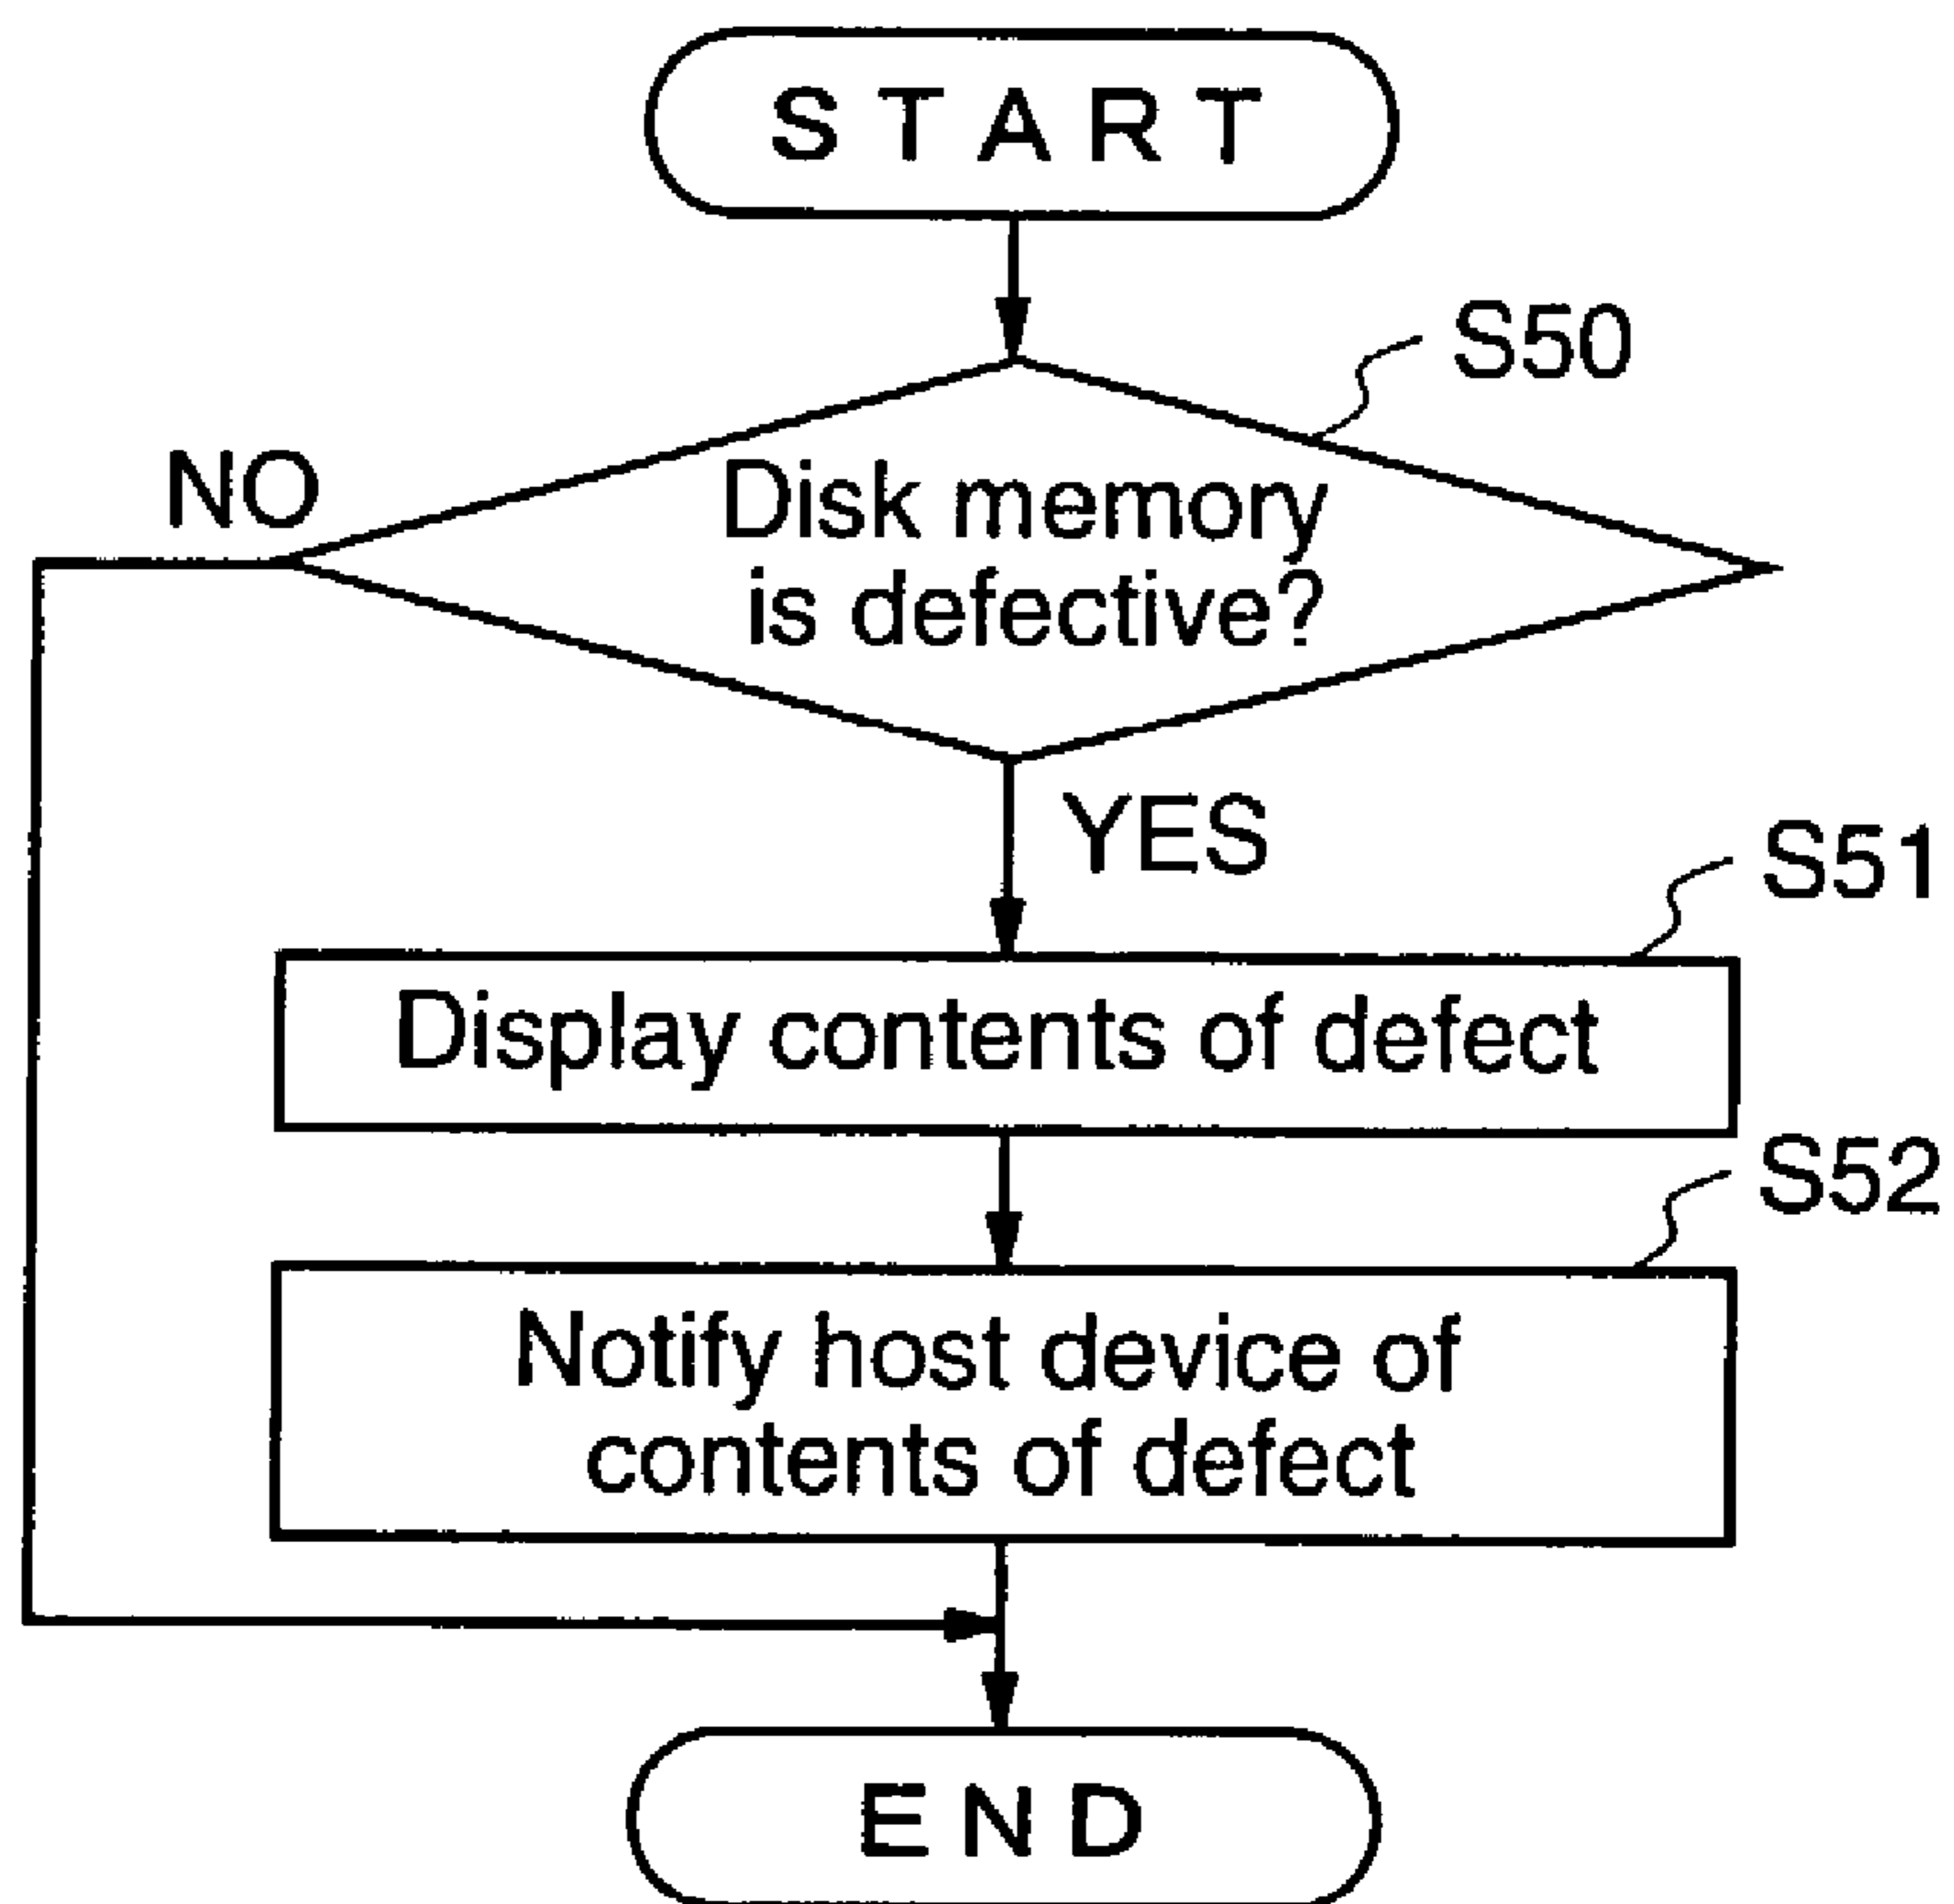 START
S50
NO
Disk memory
is defective?
YES
S51
Display contents of defect
S52
Notify host device of
contents of defect
END